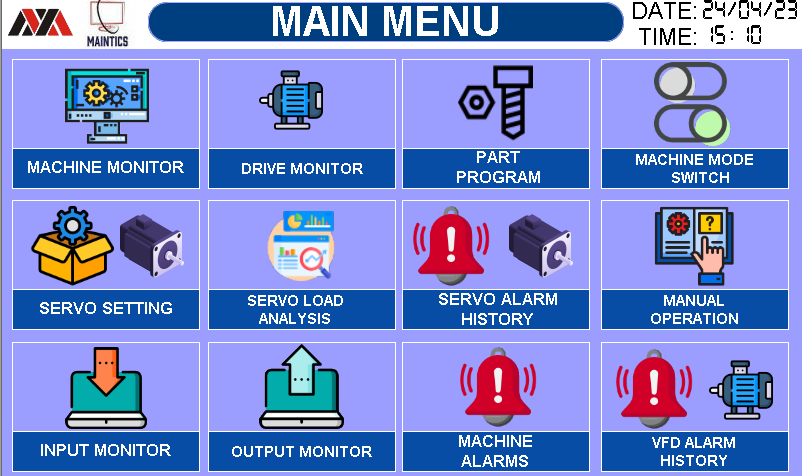 MAINTICS
MAIN MENU
DATE: 24/04/23
TIME: 15:10
MACHINE MONITOR
DRIVE MONITOR
PART
PROGRAM
MACHINE MODE
SWITCH
SERVO SETTING
SERVO LOAD
ANALYSIS
SERVO ALARM
HISTORY
MANUAL
OPERATION
INPUT MONITOR
OUTPUT MONITOR
MACHINE
ALARMS
VFD ALARM
HISTORY